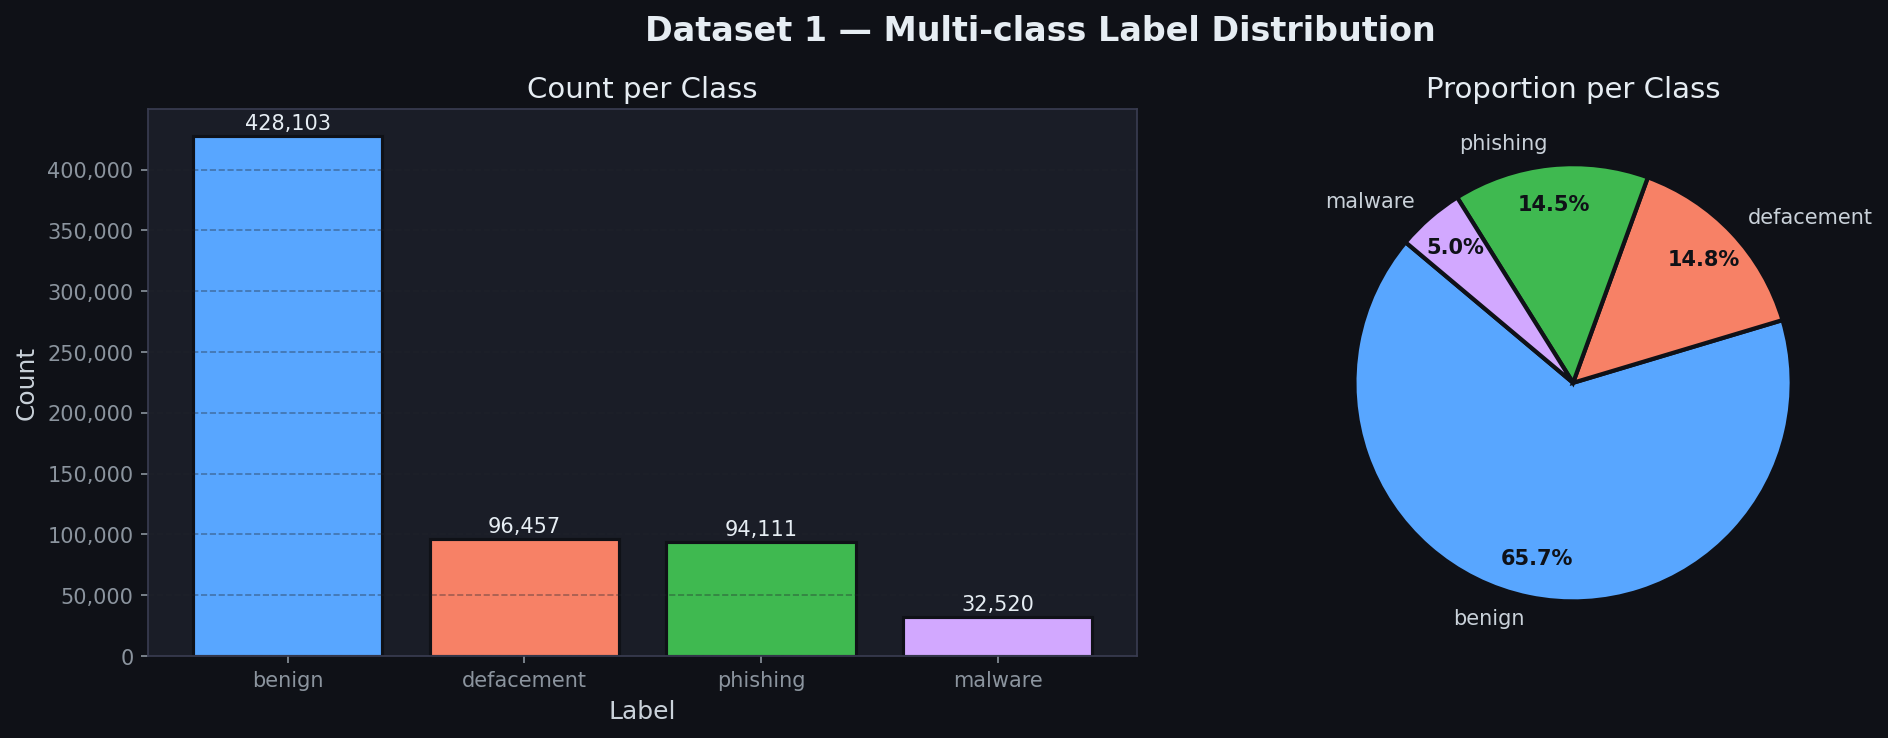 Dataset 1 — Multi-class Label Distribution
Count per Class
428,103
96,457
94,111
32,520
400,000
350,000
300,000
250,000
200,000
150,000
100,000
50,000
0
Count
benign
defacement
phishing
malware
Label
Proportion per Class
phishing
malware
defacement
14.5%
5.0%
14.8%
65.7%
benign